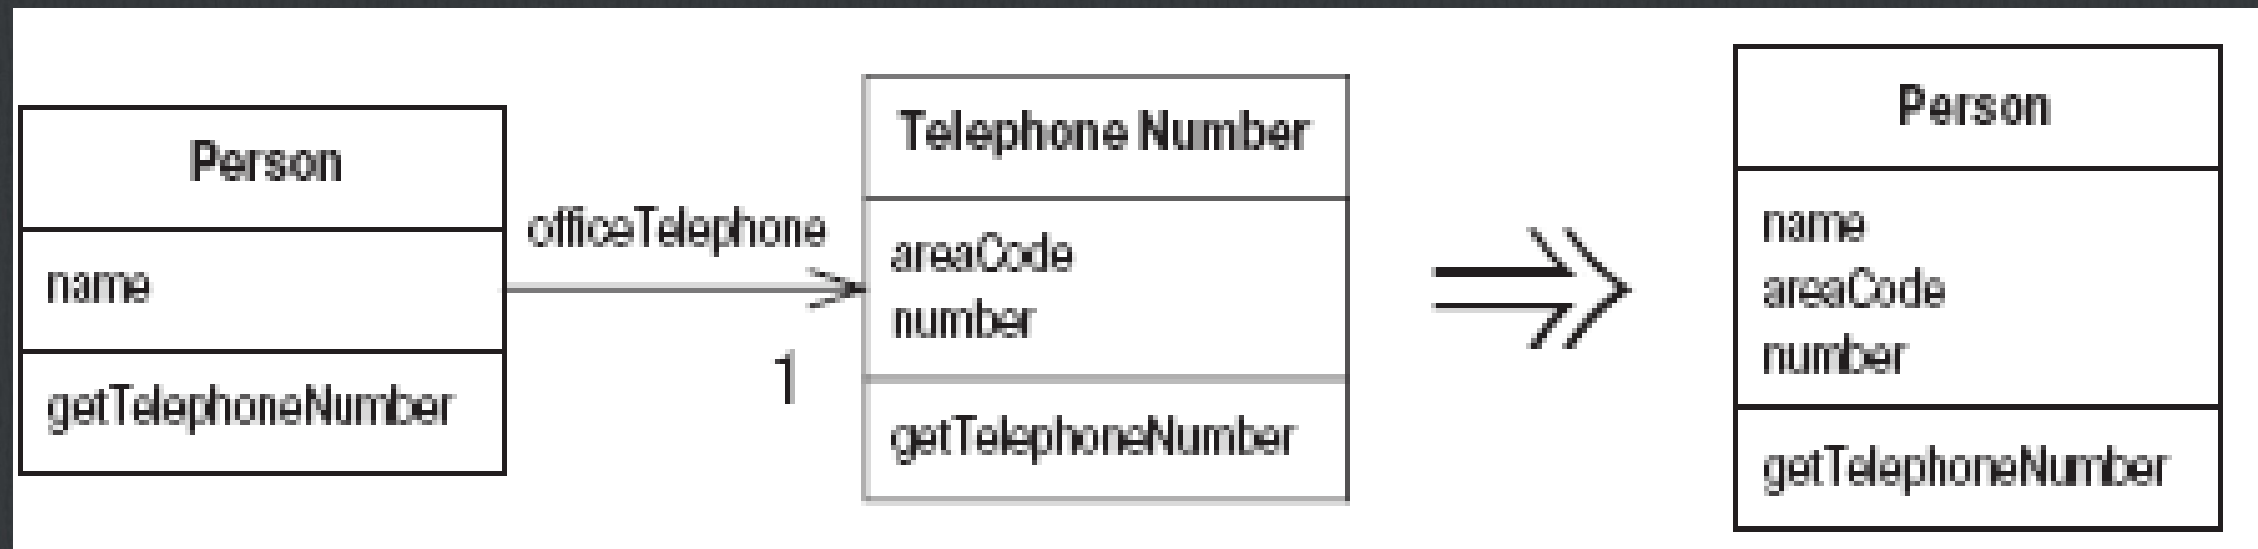 Person
name
getTelephoneNumber
officeTelephone
1
Telephone Number
areaCode
number
getTelephoneNumber
Person
name
areaCode
number
getTelephoneNumber